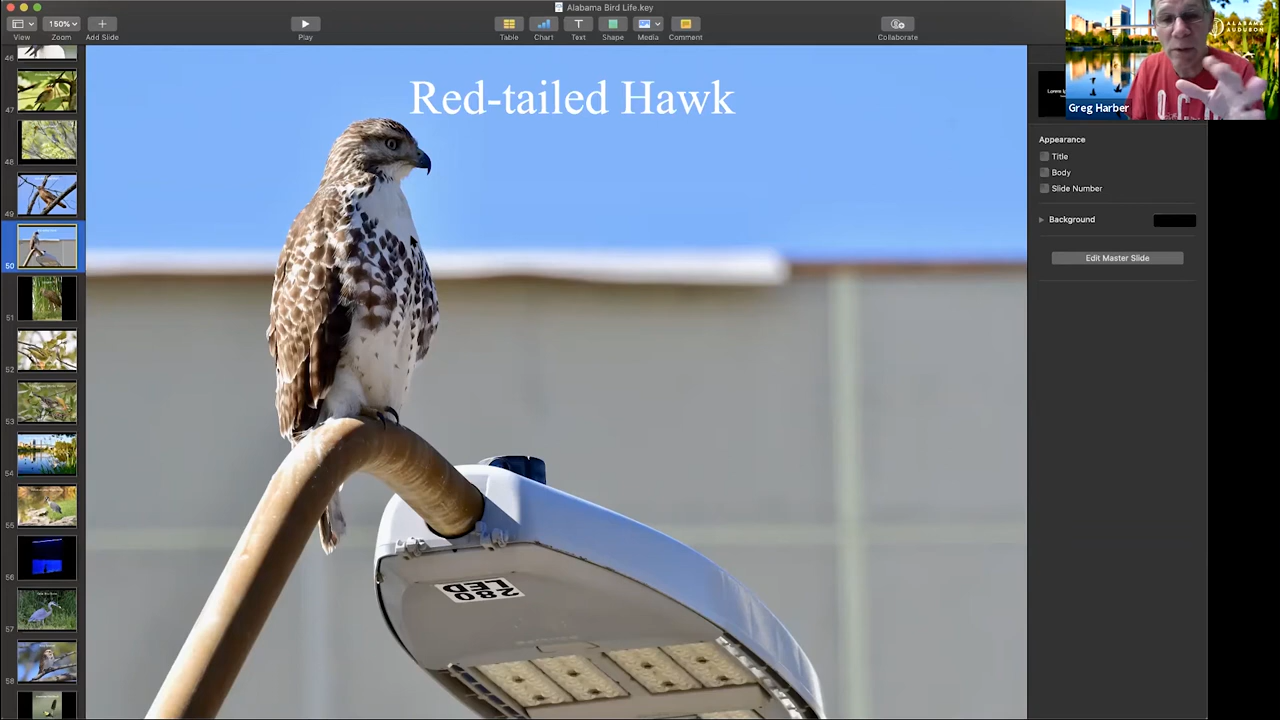 Alabama Bird Life.key
150%
View
Zoom
Add Slide
Play
Table
Chart
T
Text
Shape
Media
Comment
Collaborate
ALABAMA
AUDUBON
Greg Harber
Red-tailed Hawk
280
LED
46
47
48
49
50
51
52
53
54
55
56
57
58
Appearance
Title
Body
Slide Number
Background
Edit Master Slide